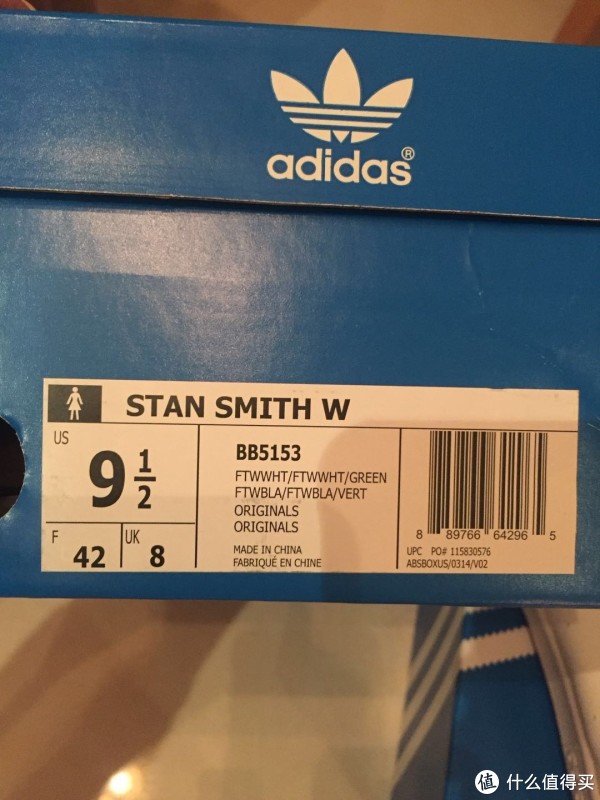 adidas®
STAN SMITH W
US
9 1/2
F
42
UK
8
BB5153
FTWWHT/FTWWHT/GREEN
FTWBLA/FTWBLA/VERT
ORIGINALS
ORIGINALS
MADE IN CHINA
FABRIQUÉ EN CHINE
8 89766 64296 5
UPC PO# 115830576
ABSBOXUS/0314/V02
值 什么值得买